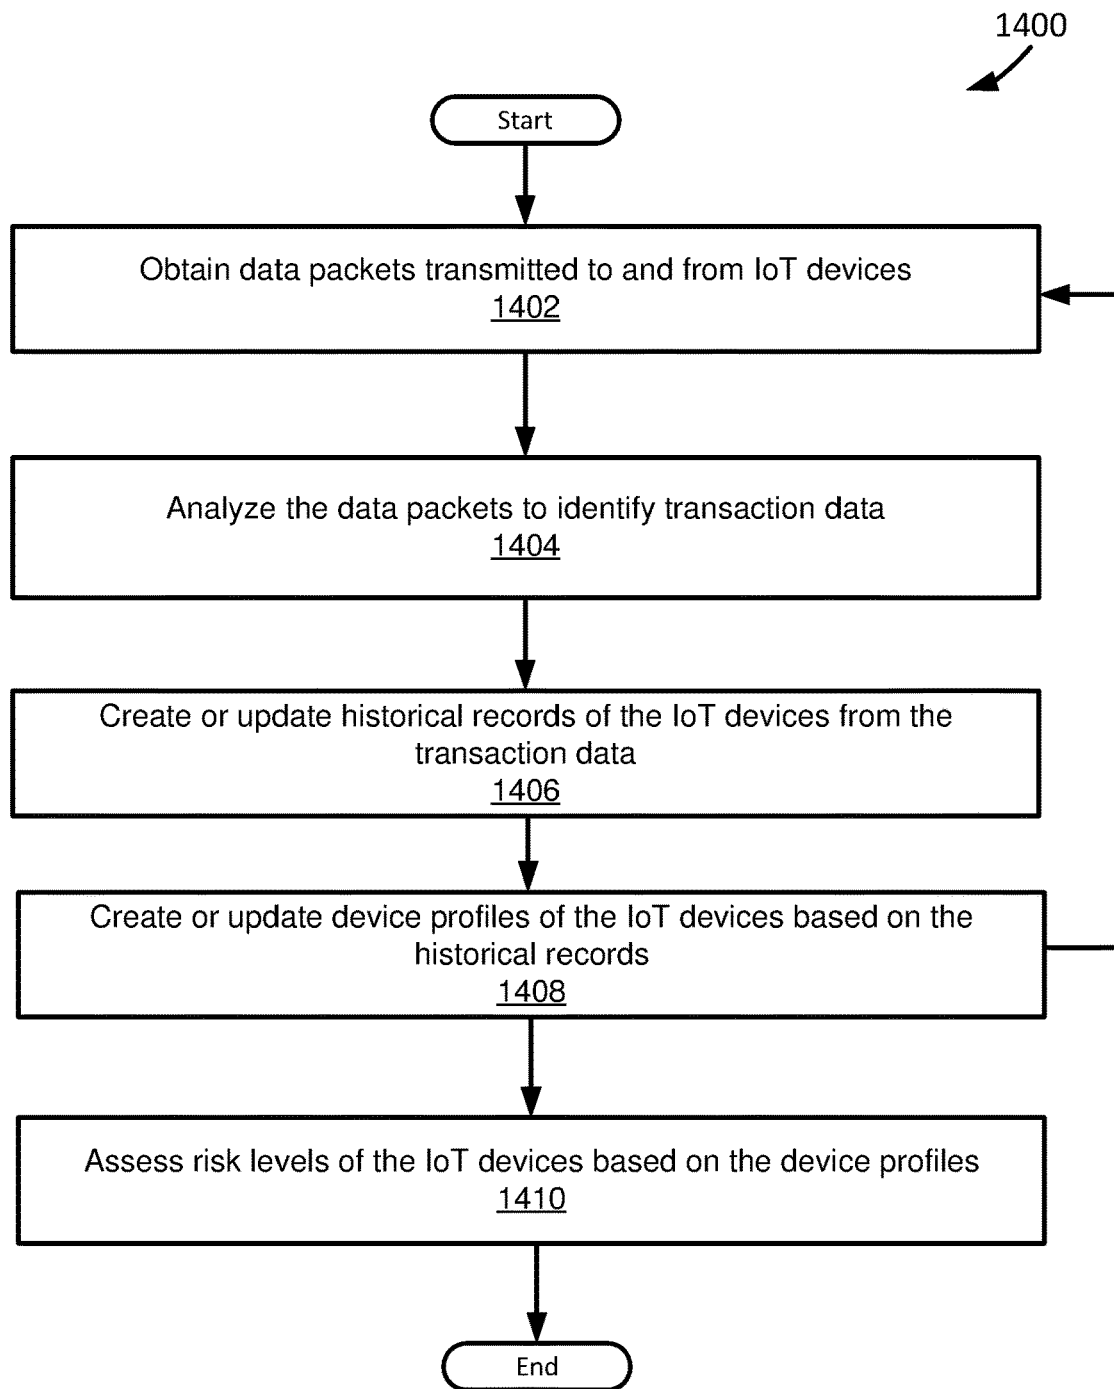 1400
Start
Obtain data packets transmitted to and from IoT devices
1402
Analyze the data packets to identify transaction data
1404
Create or update historical records of the IoT devices from the
transaction data
1406
Create or update device profiles of the IoT devices based on the
historical records
1408
Assess risk levels of the IoT devices based on the device profiles
1410
End